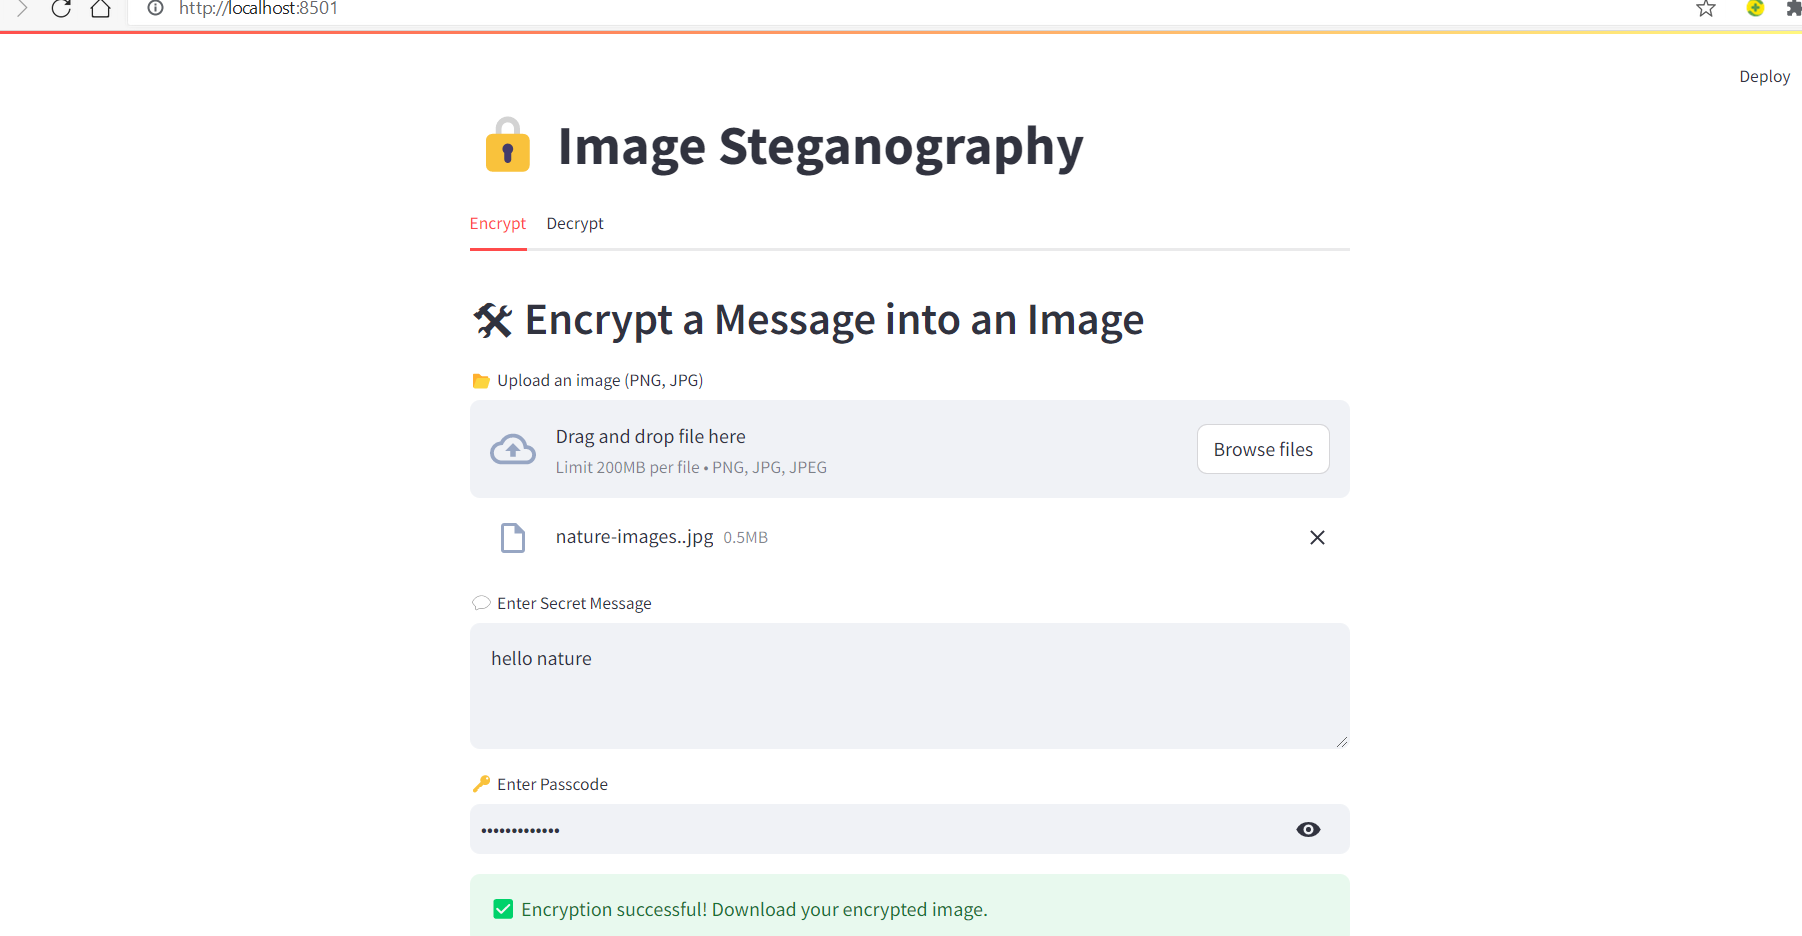 http://localhost:8501
Deploy
Image Steganography
Encrypt Decrypt
Encrypt a Message into an Image
Upload an image (PNG, JPG)
Drag and drop file here
Limit 200MB per file • PNG, JPG, JPEG
Browse files
nature-images..jpg 0.5MB
Enter Secret Message
hello nature
Enter Passcode
•••••••••••••
Encryption successful! Download your encrypted image.